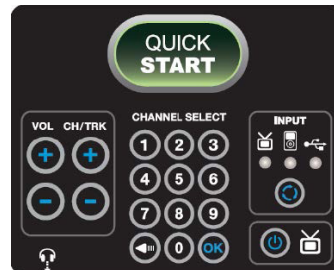 QUICK
START
VOL CH/TRK
CHANNEL SELECT
INPUT
+ +
1 2 3
4 5 6
- -
7 8 9
0 OK